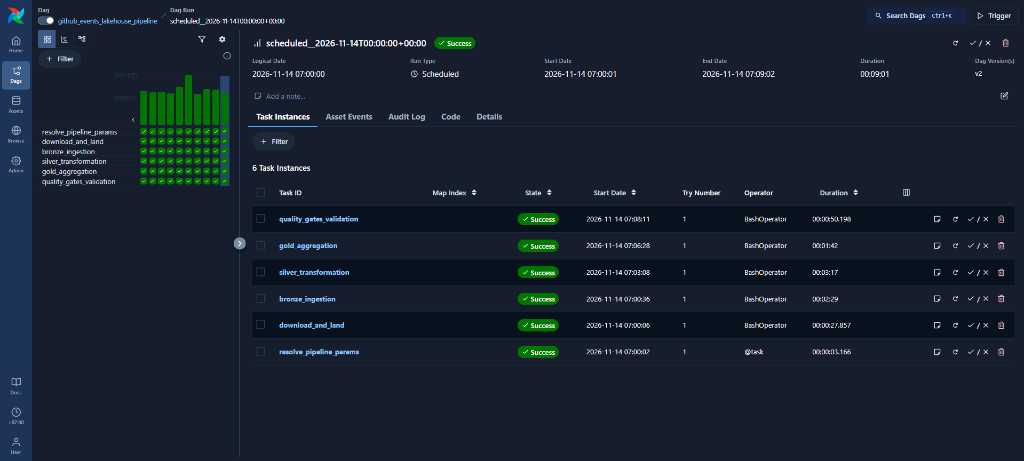 Dag
github_events_lakehouse_pipeline
/
Dag Run
scheduled__2026-11-14T00:00:00+00:00
Search Dags Ctrl+K
Trigger
Home
Dags
Assets
Browse
Admin
Docs
+07:00
User
Filter
resolve_pipeline_params
download_and_land
bronze_ingestion
silver_transformation
gold_aggregation
quality_gates_validation
scheduled__2026-11-14T00:00:00+00:00 Success
Logical Date Run Type Start Date End Date Duration Dag Version(s)
2026-11-14 07:00:00 Scheduled 2026-11-14 07:00:01 2026-11-14 07:09:02 00:09:01 v2
Add a note...
Task Instances Asset Events Audit Log Code Details
Filter
6 Task Instances
Task ID Map Index State Start Date Try Number Operator Duration
quality_gates_validation Success 2026-11-14 07:08:11 1 BashOperator 00:00:50.198
gold_aggregation Success 2026-11-14 07:06:28 1 BashOperator 00:01:42
silver_transformation Success 2026-11-14 07:03:08 1 BashOperator 00:03:17
bronze_ingestion Success 2026-11-14 07:00:36 1 BashOperator 00:02:29
download_and_land Success 2026-11-14 07:00:06 1 BashOperator 00:00:27.857
resolve_pipeline_params Success 2026-11-14 07:00:02 1 @task 00:00:03.166